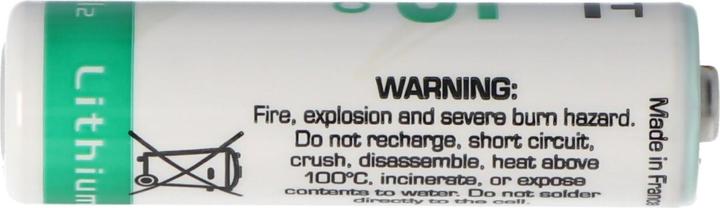 WARNING:
Fire, explosion and severe burn hazard.
Do not recharge, short circuit,
crush, disassemble, heat above
100°C, incinerate, or expose
contents to water. Do not solder
directly to the cell.
Made in France
Lithium